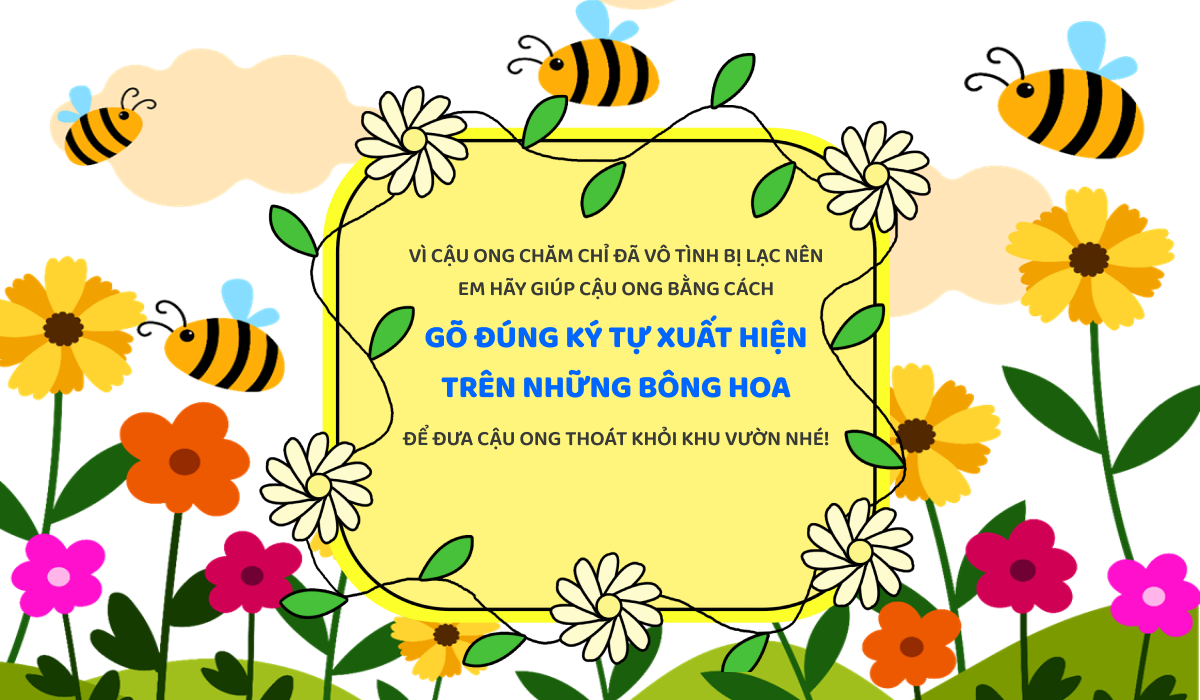 VÌ CẬU ONG CHĂM CHỈ ĐÃ VÔ TÌNH BỊ LẠC NÊN
EM HÃY GIÚP CẬU ONG BẰNG CÁCH
GÕ ĐÚNG KÝ TỰ XUẤT HIỆN
TRÊN NHỮNG BÔNG HOA
ĐỂ ĐƯA CẬU ONG THOÁT KHỎI KHU VƯỜN NHÉ!